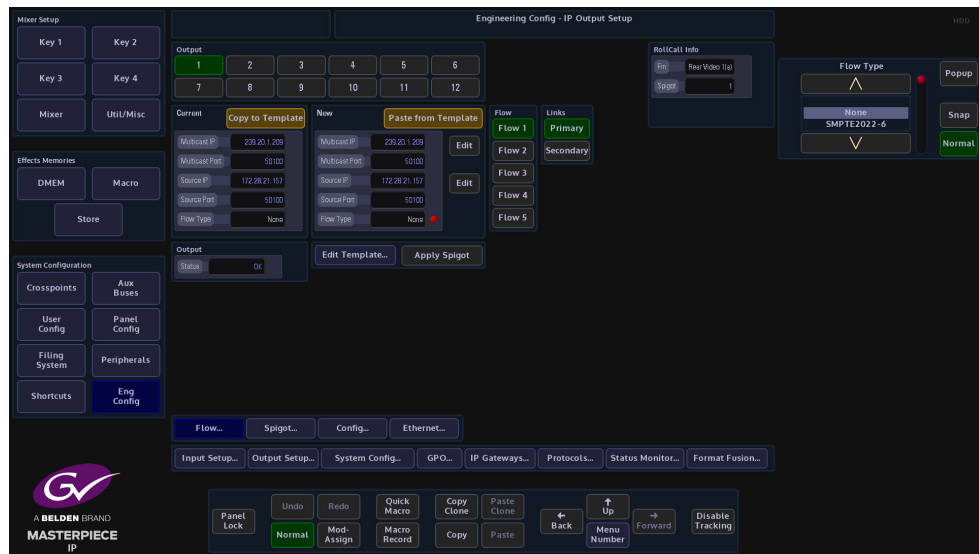 Mixer Setup
Key 1
Key 2
Key 3
Key 4
Mixer
Util/Misc
Effects Memories
DMEM
Macro
Store
System Configuration
Crosspoints
Aux
Buses
User
Config
Panel
Config
Filing
System
Peripherals
Shortcuts
Eng
Config
A BELDEN BRAND
MASTERPIECE
IP
Engineering Config - IP Output Setup
HDD
Output
1
2
3
4
5
6
7
8
9
10
11
12
RollCall Info
Fin
Rear Video 1(a)
Spigot
1
Flow Type
None
SMPTE2022-6
Popup
Snap
Normal
Current
Copy to Template
Multicast IP
239.20.1.209
Multicast Port
50100
Source IP
172.28.21.157
Source Port
50100
Flow Type
None
New
Paste from Template
Multicast IP
239.20.1.209
Edit
Multicast Port
50100
Source IP
172.28.21.157
Edit
Source Port
50100
Flow Type
None
Flow
Flow 1
Flow 2
Flow 3
Flow 4
Flow 5
Links
Primary
Secondary
Output
Status
OK
Edit Template...
Apply Spigot
Flow...
Spigot...
Config...
Ethernet...
Input Setup...
Output Setup...
System Config...
GPO...
IP Gateways...
Protocols...
Status Monitor...
Format Fusion...
Panel
Lock
Undo
Redo
Normal
Mod-
Assign
Quick
Macro
Macro
Record
Copy
Clone
Paste
Clone
Copy
Paste
Back
Up
Menu
Number
Forward
Disable
Tracking